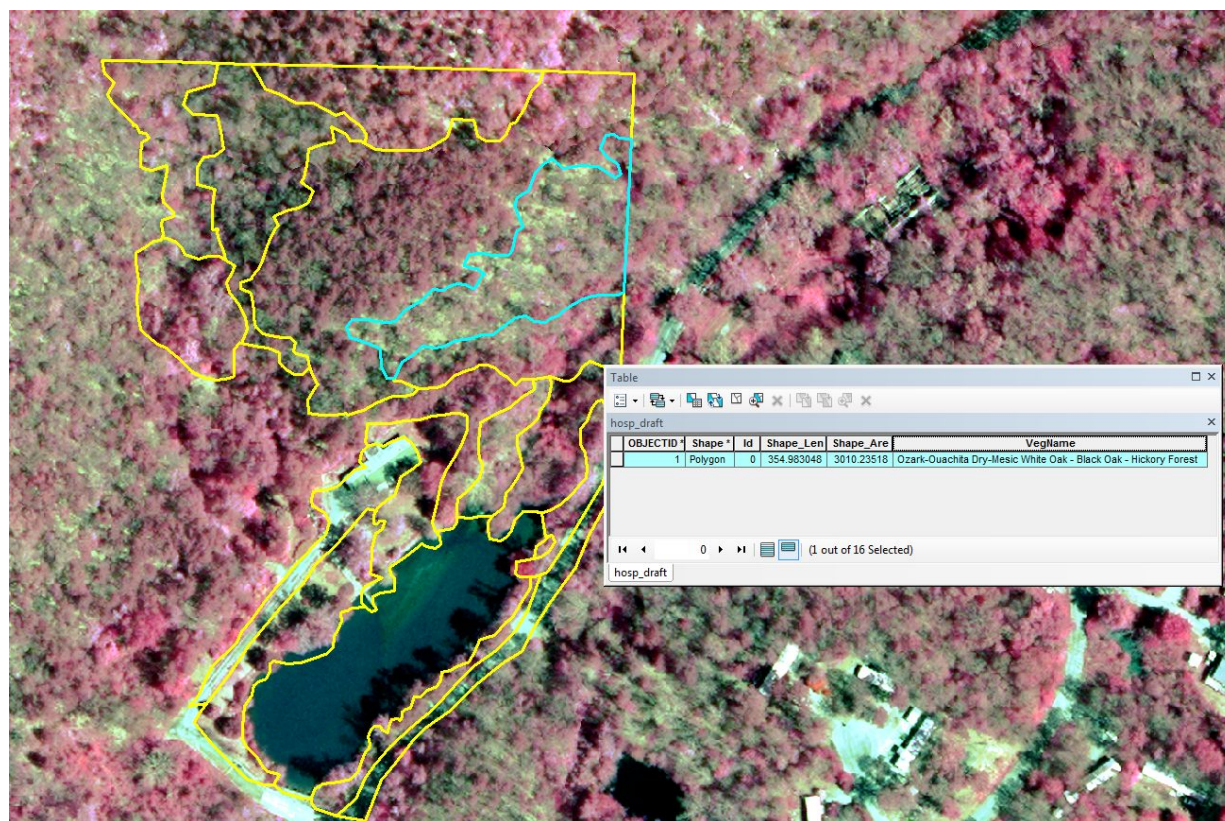 Table
hosp_draft
OBJECTID * Shape * Id Shape_Len Shape_Are VegName
1 Polygon 0 354.983048 3010.23518 Ozark-Ouachita Dry-Mesic White Oak - Black Oak - Hickory Forest
0 (1 out of 16 Selected)
hosp_draft